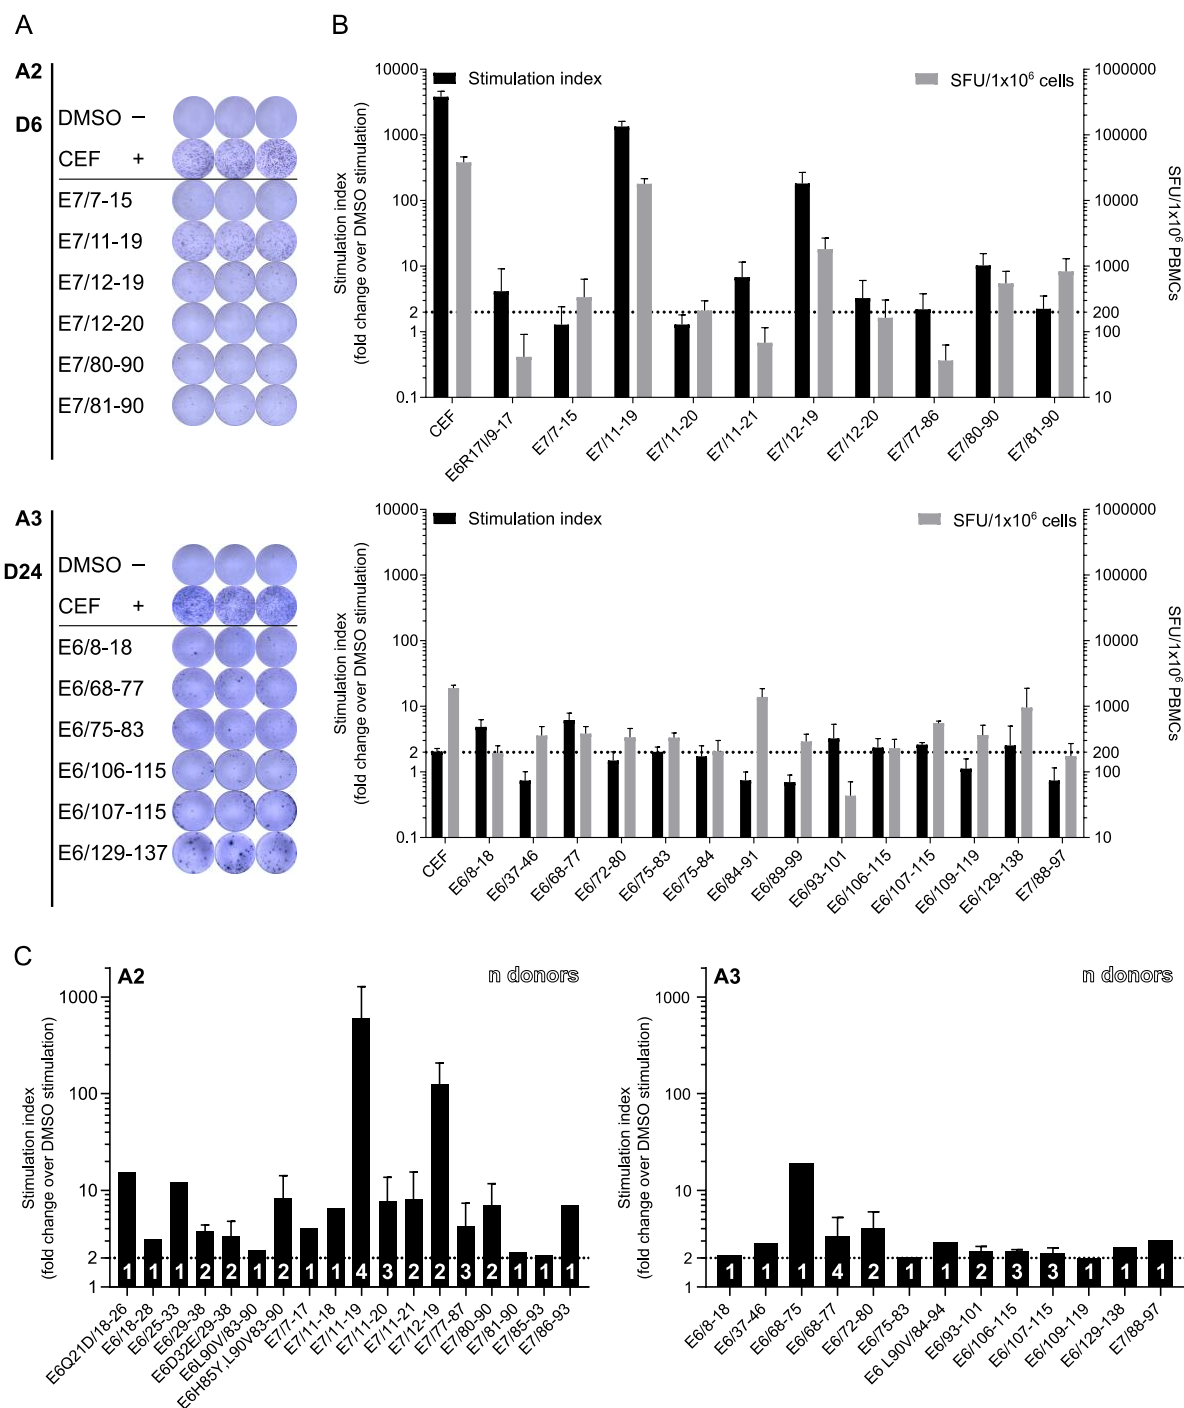 A
A2
D6
DMSO −
CEF +
E7/7-15
E7/11-19
E7/12-19
E7/12-20
E7/80-90
E7/81-90
A3
D24
DMSO −
CEF +
E6/8-18
E6/68-77
E6/75-83
E6/106-115
E6/107-115
E6/129-137
B
Stimulation index
SFU/1x10⁶ cells
Stimulation index
(fold change over DMSO stimulation)
10000
1000
100
10
2
1
0.1
1000000
100000
10000
1000
200
100
10
SFU/1x10⁶ PBMCs
CEF
E6R17I/9-17
E7/7-15
E7/11-19
E7/11-20
E7/11-21
E7/12-19
E7/12-20
E7/77-86
E7/80-90
E7/81-90
Stimulation index
SFU/1x10⁶ cells
Stimulation index
(fold change over DMSO stimulation)
10000
1000
100
10
2
1
0.1
1000000
100000
10000
1000
200
100
10
SFU/1x10⁶ PBMCs
CEF
E6/8-18
E6/37-46
E6/68-77
E6/72-80
E6/75-83
E6/75-84
E6/84-91
E6/89-99
E6/93-101
E6/106-115
E6/107-115
E6/109-119
E6/129-138
E7/88-97
C
A2
n donors
Stimulation index
(fold change over DMSO stimulation)
1000
100
10
2
1
1 1 1 2 2 1 2 1 1 4 3 2 2 3 2 1 1 1
E6Q21D/18-26
E6/18-28
E6/25-33
E6/29-38
E6D32E/29-38
E6L90V/83-90
E6H85Y,L90V/83-90
E7/7-17
E7/11-18
E7/11-19
E7/11-20
E7/11-21
E7/12-19
E7/77-87
E7/80-90
E7/81-90
E7/85-93
E7/86-93
A3
n donors
Stimulation index
(fold change over DMSO stimulation)
1000
100
10
2
1
1 1 1 4 2 1 1 2 3 3 1 1 1
E6/8-18
E6/37-46
E6/68-75
E6/68-77
E6/72-80
E6/75-83
E6 L90V/84-94
E6/93-101
E6/106-115
E6/107-115
E6/109-119
E6/129-138
E7/88-97